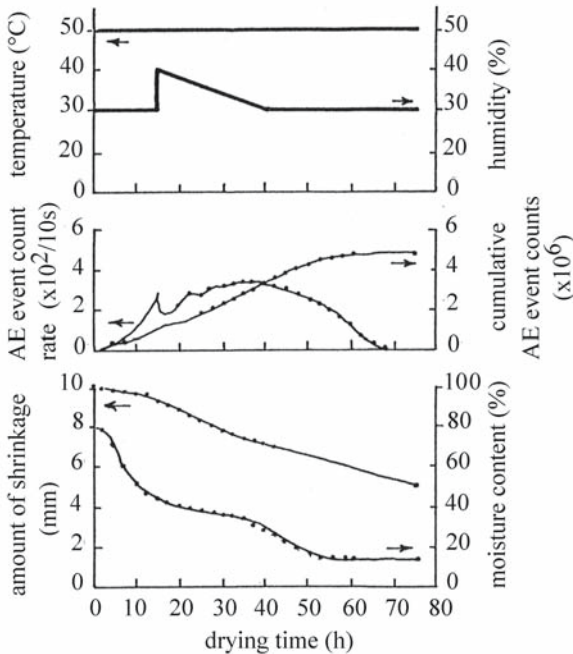 temperature (°C)
50
40
30
20
0
50
40
30
20
0
humidity (%)
AE event count
rate (x10²/10s)
6
4
2
0
6
4
2
0
cumulative
AE event counts
(x10⁶)
amount of shrinkage
(mm)
10
8
6
4
2
0
100
80
60
40
20
0
moisture content (%)
0 10 20 30 40 50 60 70 80
drying time (h)